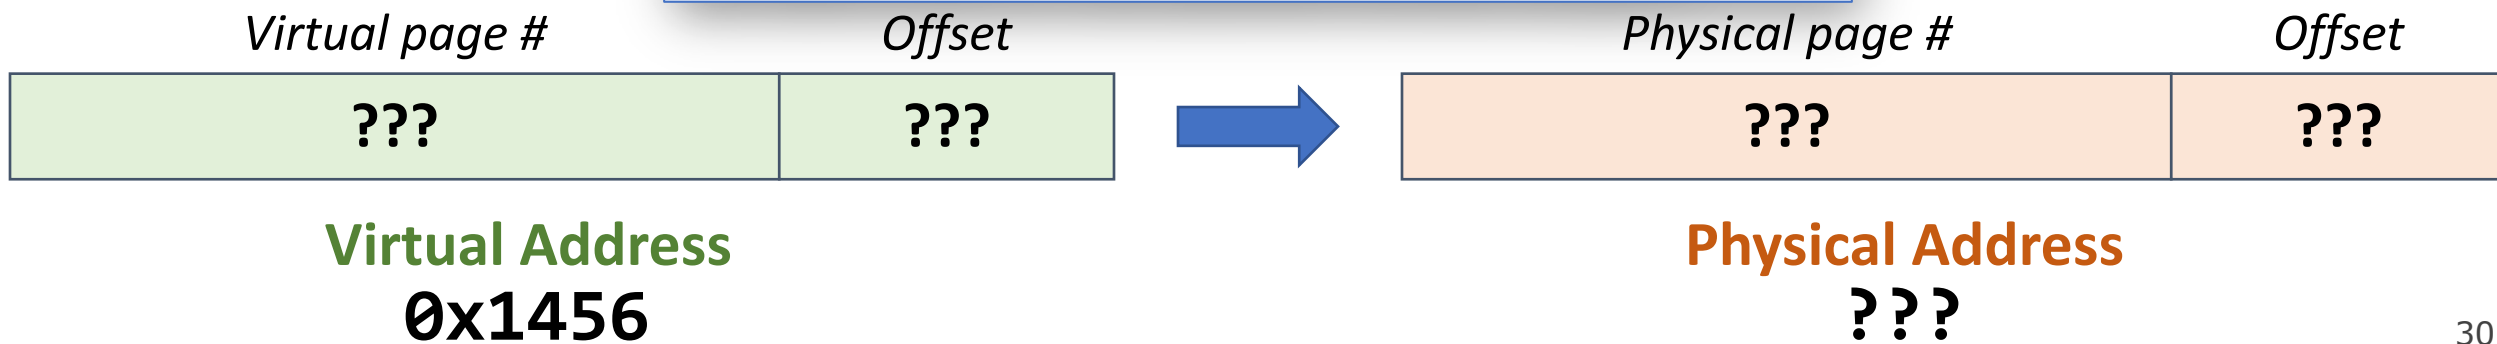 Virtual page # Offset Physical page # Offset
??? ??? ??? ???
Virtual Address Physical Address
0x1456 ???
30